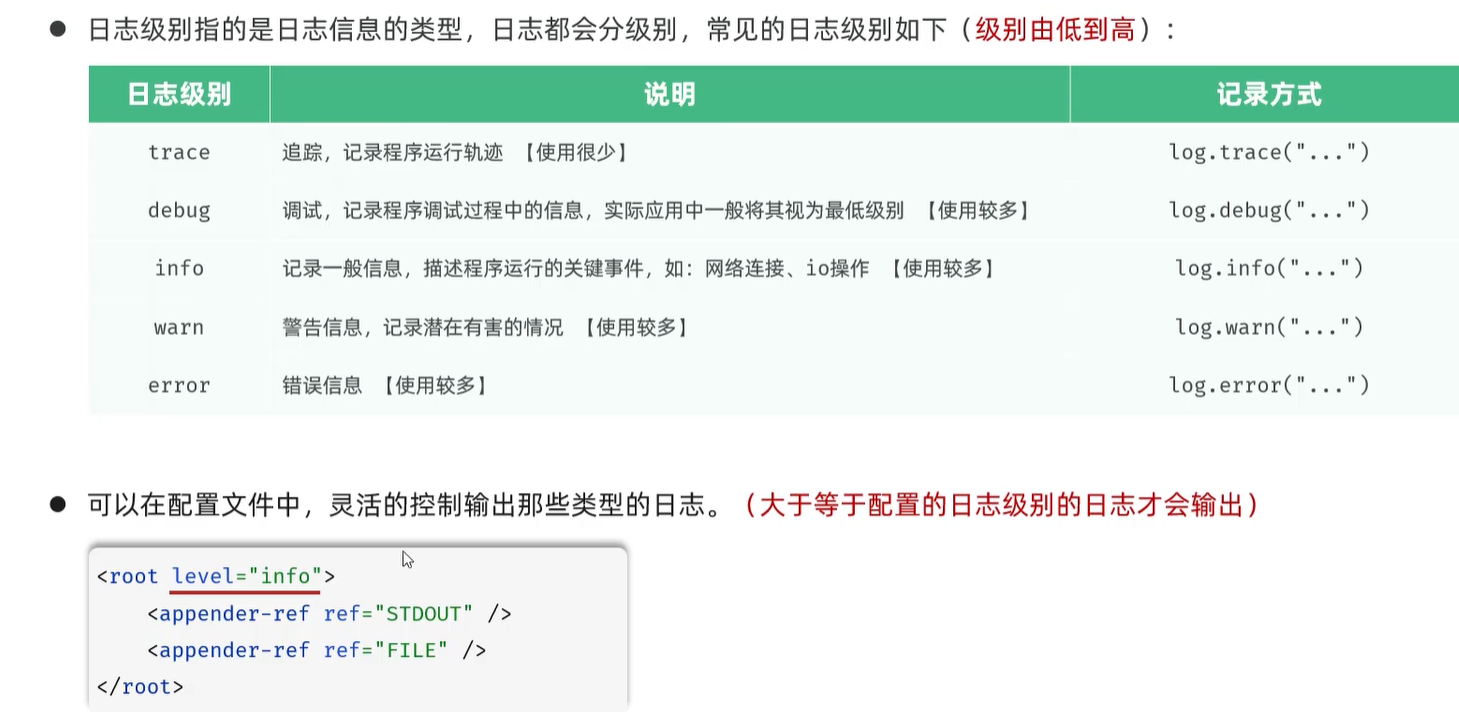 ● 日志级别指的是日志信息的类型，日志都会分级别，常见的日志级别如下（级别由低到高）：
日志级别 说明 记录方式
trace 追踪，记录程序运行轨迹 【使用很少】 log.trace("...")
debug 调试，记录程序调试过程中的信息，实际应用中一般将其视为最低级别 【使用较多】 log.debug("...")
info 记录一般信息，描述程序运行的关键事件，如：网络连接、io操作 【使用较多】 log.info("...")
warn 警告信息，记录潜在有害的情况 【使用较多】 log.warn("...")
error 错误信息 【使用较多】 log.error("...")
● 可以在配置文件中，灵活的控制输出那些类型的日志。（大于等于配置的日志级别的日志才会输出）
<root level="info">
    <appender-ref ref="STDOUT" />
    <appender-ref ref="FILE" />
</root>